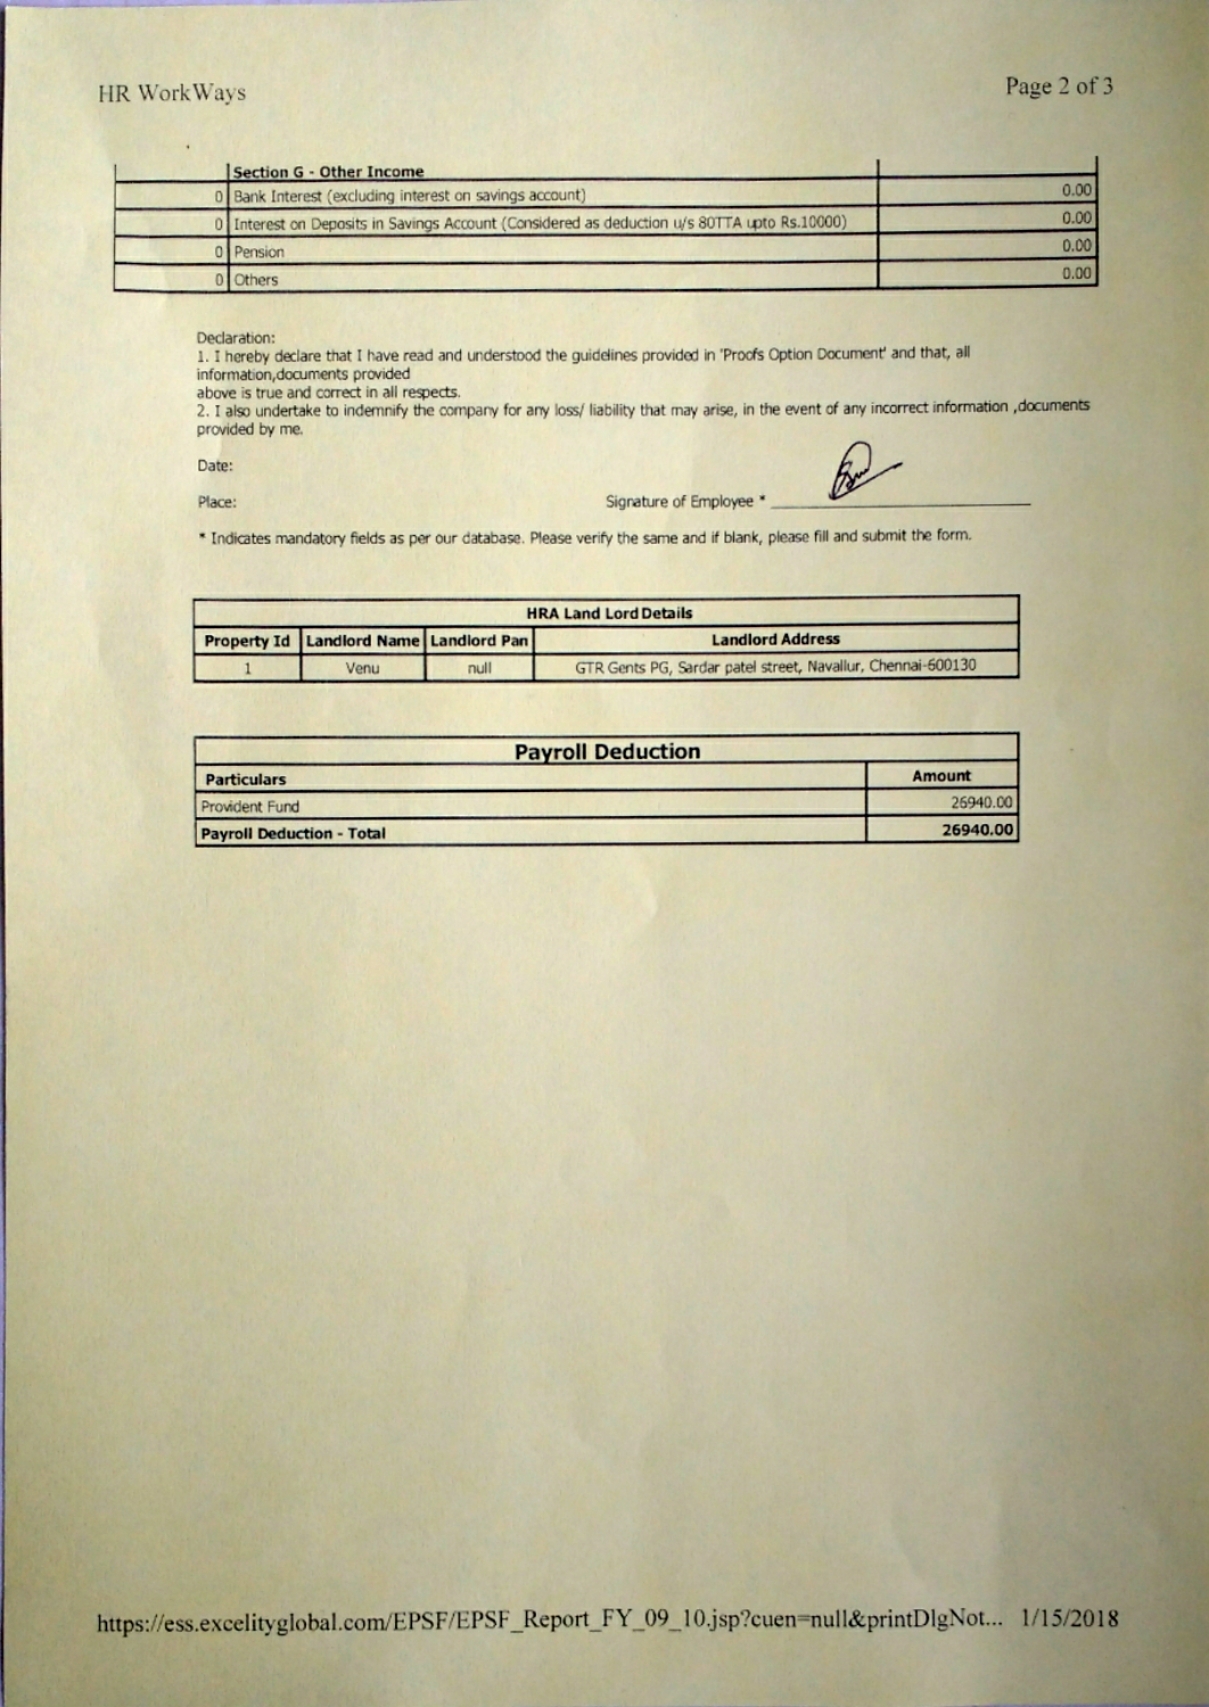 HR WorkWays Page 2 of 3
Section G - Other Income
0 Bank Interest (excluding interest on savings account) 0.00
0 Interest on Deposits in Savings Account (Considered as deduction u/s 80TTA upto Rs.10000) 0.00
0 Pension 0.00
0 Others 0.00
Declaration:
1. I hereby declare that I have read and understood the guidelines provided in 'Proofs Option Document' and that, all
information,documents provided
above is true and correct in all respects.
2. I also undertake to indemnify the company for any loss/ liability that may arise, in the event of any incorrect information ,documents
provided by me.
Date:
Place: Signature of Employee *
* Indicates mandatory fields as per our database. Please verify the same and if blank, please fill and submit the form.
HRA Land Lord Details
Property Id Landlord Name Landlord Pan Landlord Address
1 Venu null GTR Gents PG, Sardar patel street, Navallur, Chennai-600130
Payroll Deduction
Particulars Amount
Provident Fund 26940.00
Payroll Deduction - Total 26940.00
https://ess.excelityglobal.com/EPSF/EPSF_Report_FY_09_10.jsp?cuen=null&printDlgNot... 1/15/2018